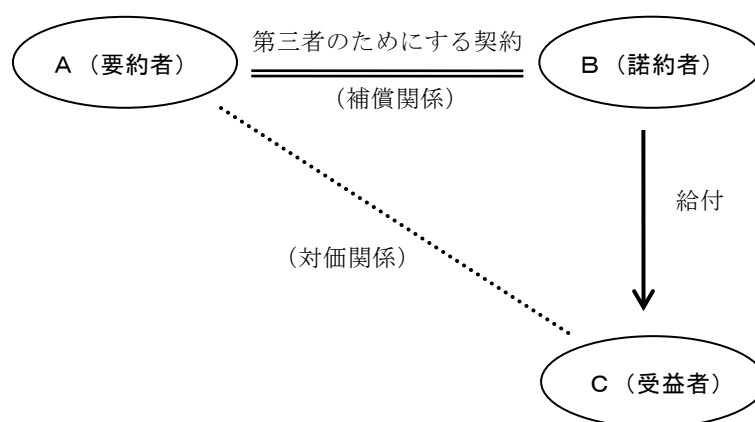 第三者のためにする契約
A（要約者）
B（諾約者）
（補償関係）
給付
（対価関係）
C（受益者）